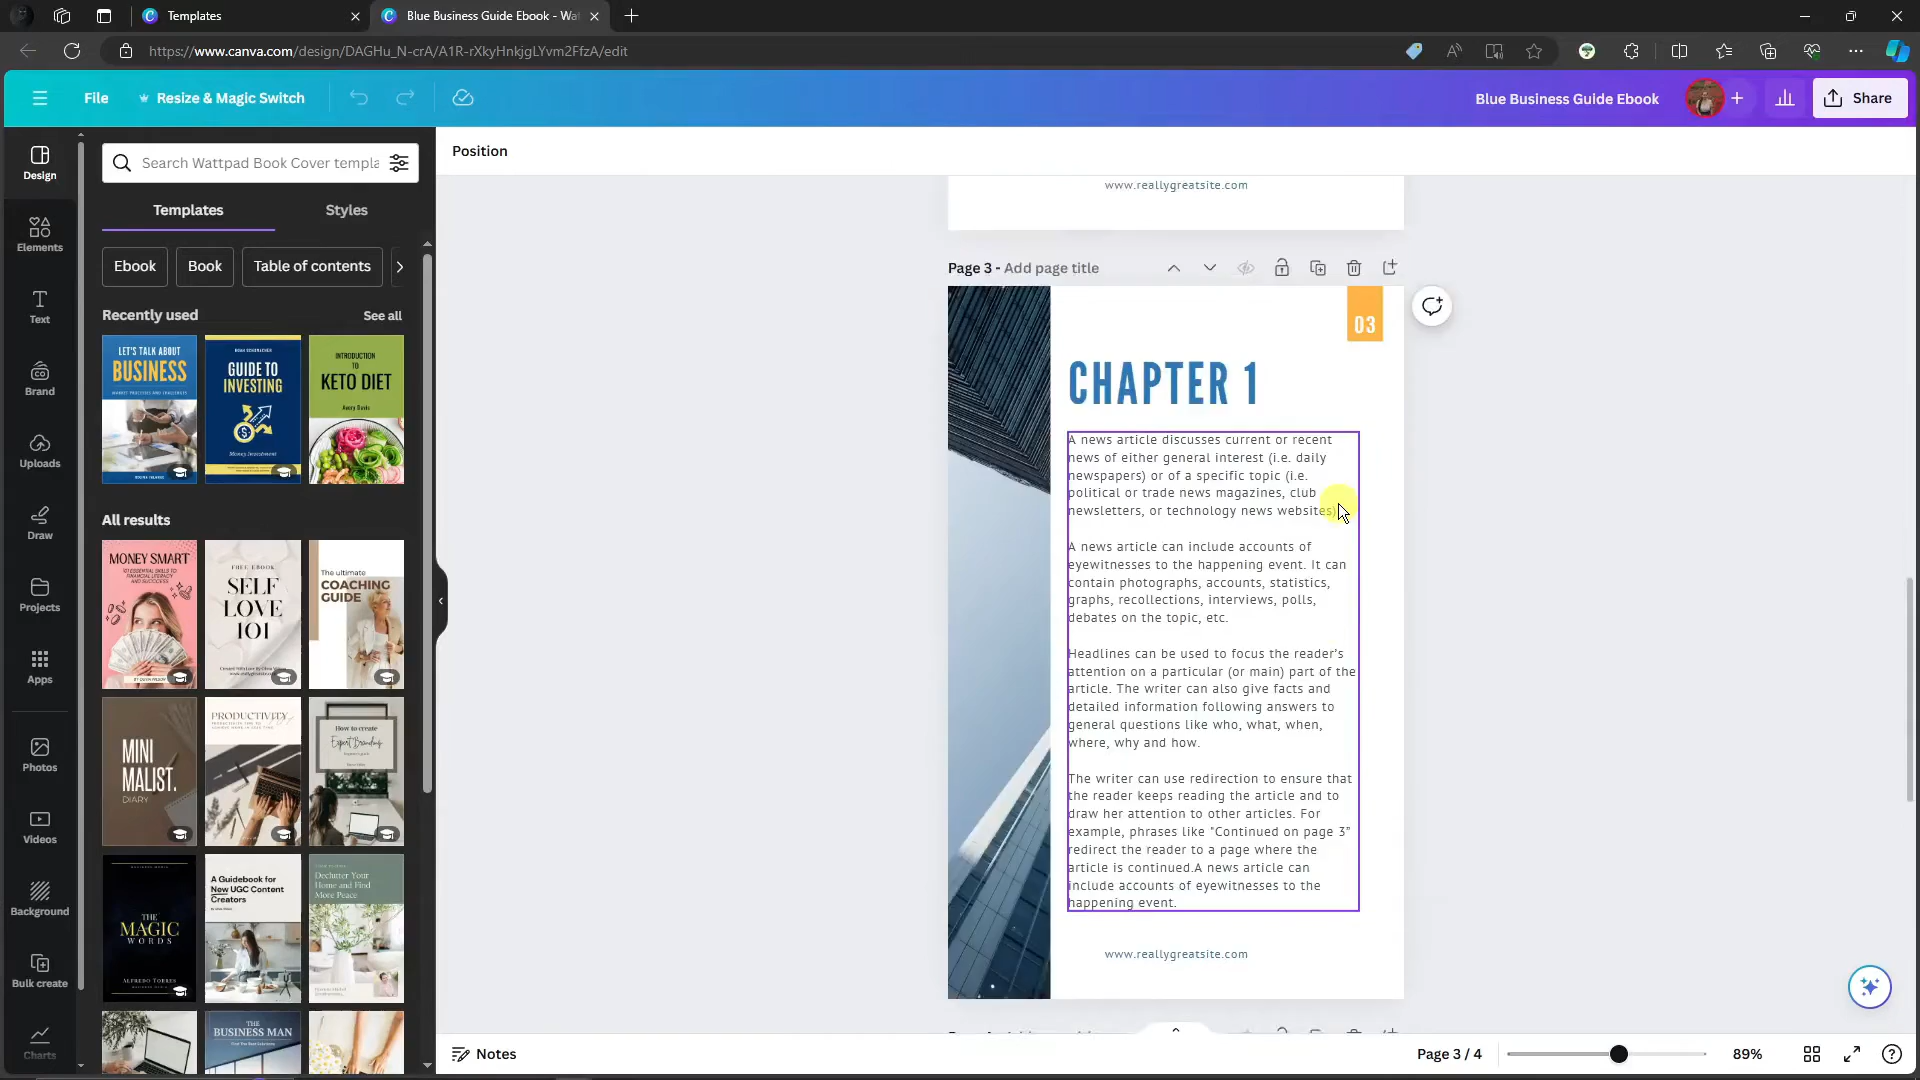 Templates
Blue Business Guide Ebook - Wa
https://www.canva.com/design/DAGHu_N-crA/A1R-rXkyHnkjgLYvm2FfzA/edit
File
Resize & Magic Switch
Blue Business Guide Ebook
Share
Design
Elements
Text
Brand
Uploads
Draw
Projects
Apps
Photos
Videos
Background
Bulk create
Charts
Search Wattpad Book Cover templa
Templates
Styles
Ebook
Book
Table of contents
Recently used
See all
LET'S TALK ABOUT
BUSINESS
GUIDE TO
INVESTING
Money Investment
INTRODUCTION
TO
KETO DIET
Avery Davis
All results
MONEY SMART
FREE EBOOK
SELF
LOVE
101
The ultimate
COACHING
GUIDE
MINI
MALIST.
DIARY
PRODUCTIVITY
How to create
Expert Branding
THE
MAGIC
WORDS
ALFREDO TORRES
A Guidebook for
New UGC Content
Creators
Declutter Your
Home and Find
More Peace
THE
BUSINESS MAN
Position
www.reallygreatsite.com
Page 3 - Add page title
03
CHAPTER 1
A news article discusses current or recent
news of either general interest (i.e. daily
newspapers) or of a specific topic (i.e.
political or trade news magazines, club
newsletters, or technology news websites)
A news article can include accounts of
eyewitnesses to the happening event. It can
contain photographs, accounts, statistics,
graphs, recollections, interviews, polls,
debates on the topic, etc.
Headlines can be used to focus the reader's
attention on a particular (or main) part of the
article. The writer can also give facts and
detailed information following answers to
general questions like who, what, when,
where, why and how.
The writer can use redirection to ensure that
the reader keeps reading the article and to
draw her attention to other articles. For
example, phrases like "Continued on page 3"
redirect the reader to a page where the
article is continued.A news article can
include accounts of eyewitnesses to the
happening event.
www.reallygreatsite.com
Notes
Page 3 / 4
89%